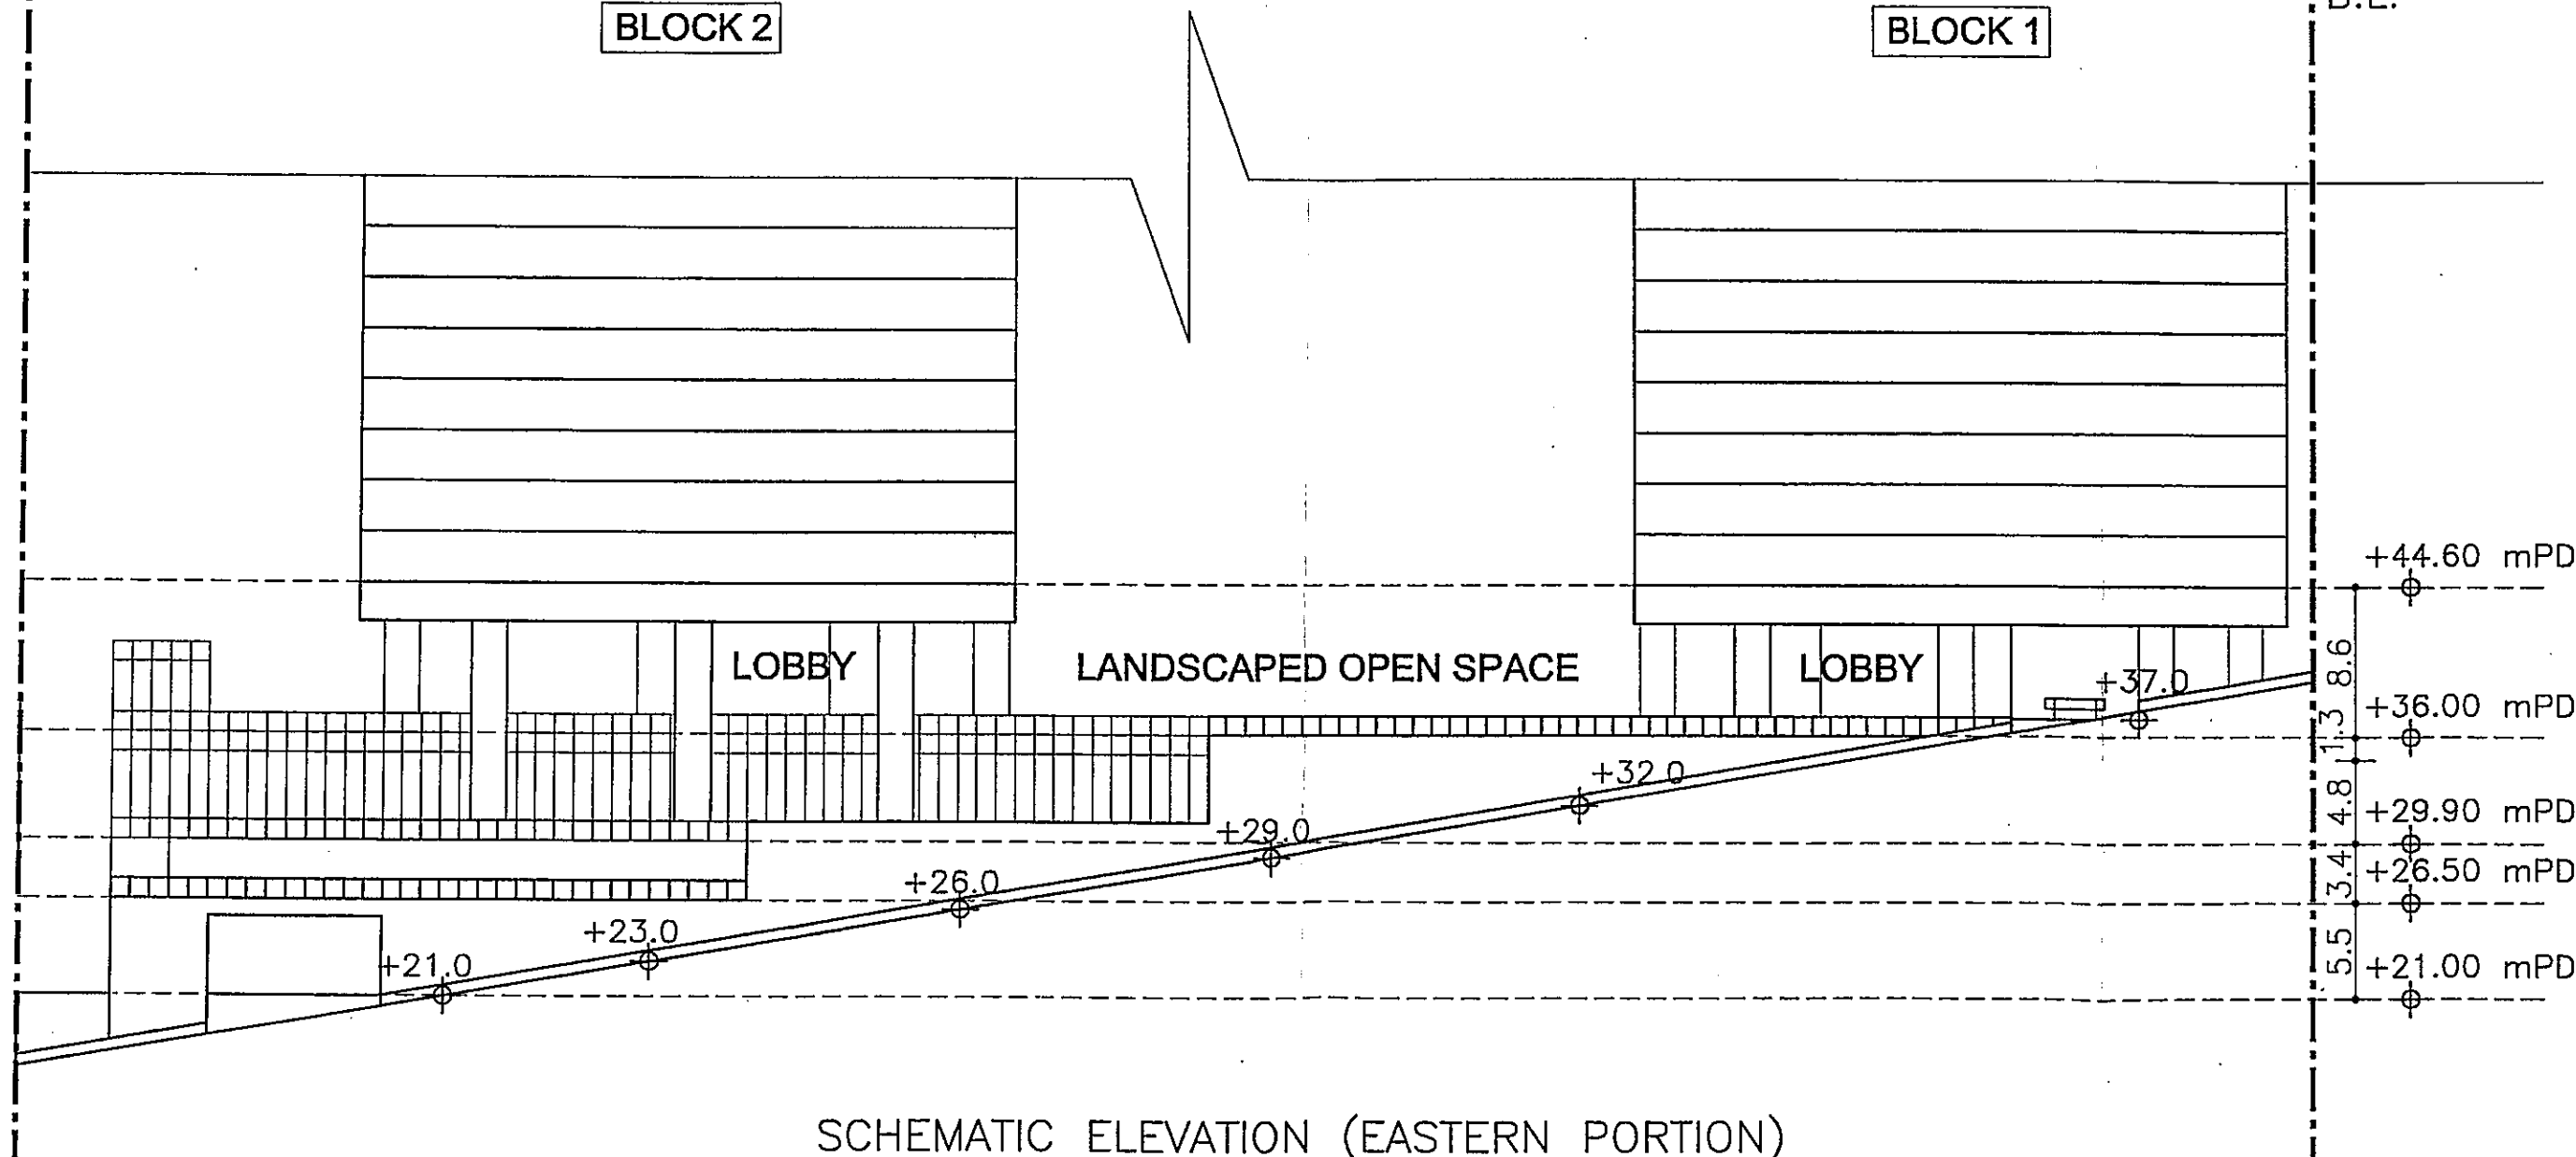 B.L.
BLOCK 2
BLOCK 1
+44.60 mPD
8.6
LOBBY
LANDSCAPED OPEN SPACE
LOBBY
+37.0
+36.00 mPD
1.3
+32.0
4.8
+29.90 mPD
+29.0
3.4
+26.50 mPD
+26.0
+23.0
5.5
+21.0
+21.00 mPD
SCHEMATIC ELEVATION (EASTERN PORTION)